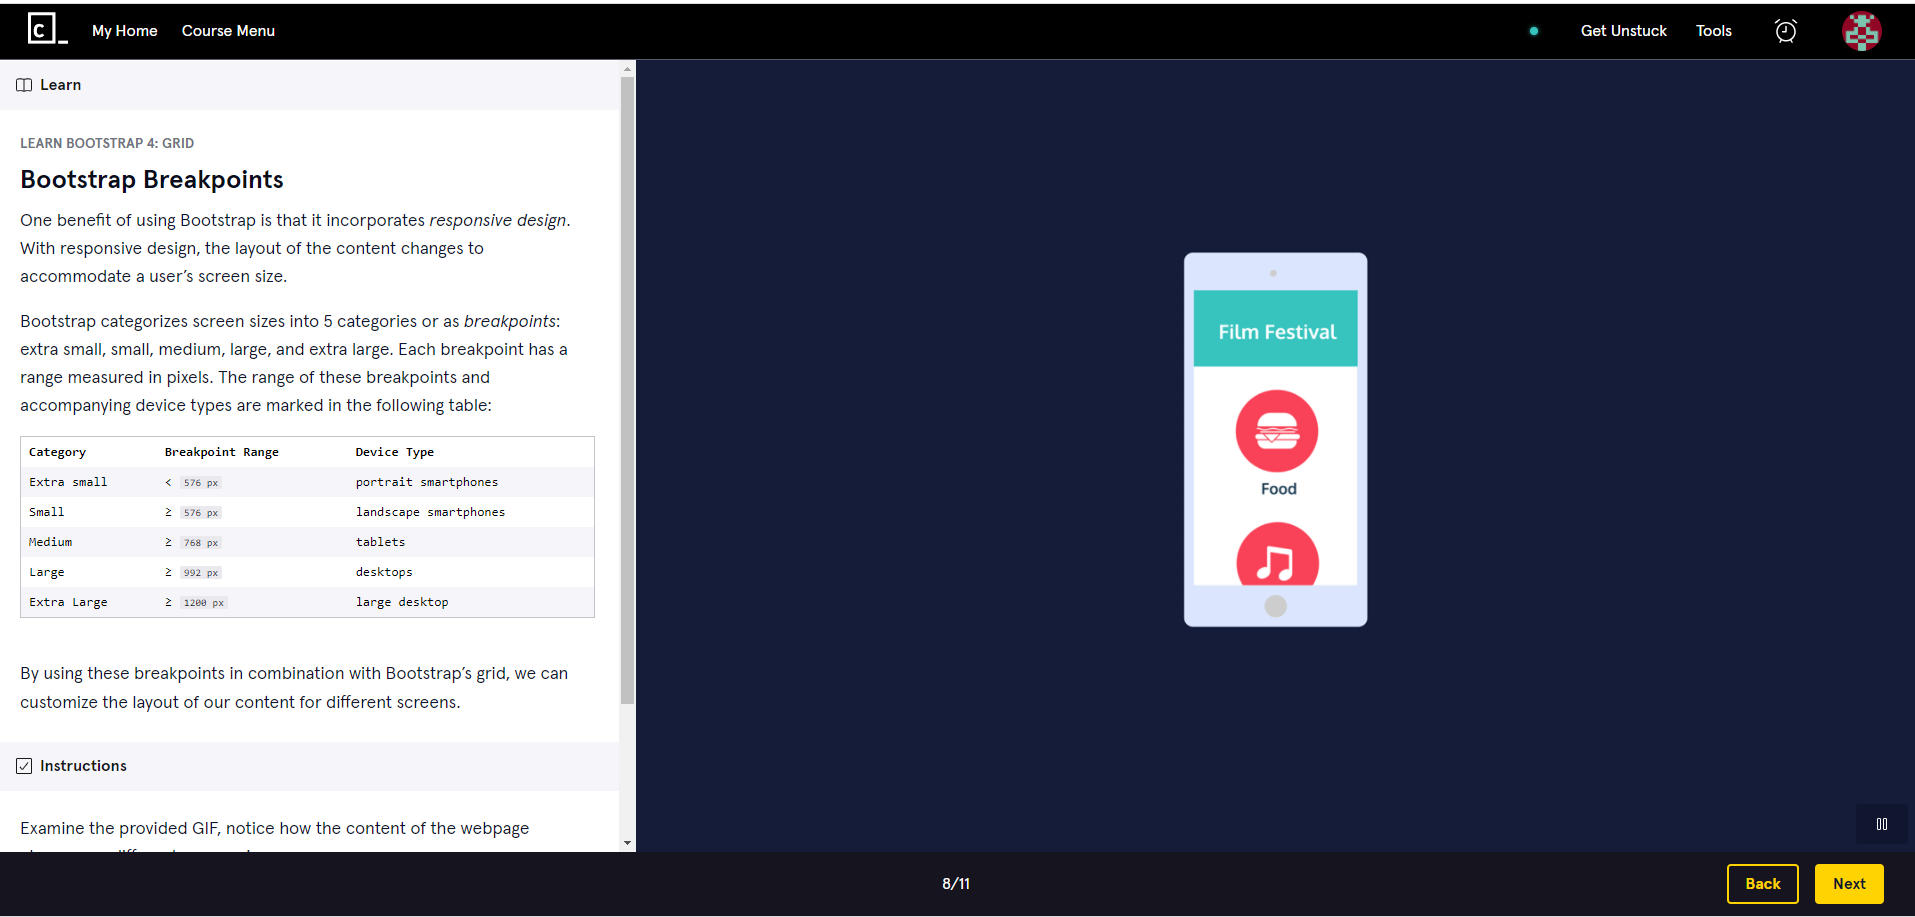 C_
My Home
Course Menu
Get Unstuck
Tools
Learn
LEARN BOOTSTRAP 4: GRID
Bootstrap Breakpoints
One benefit of using Bootstrap is that it incorporates responsive design.
With responsive design, the layout of the content changes to
accommodate a user’s screen size.
Bootstrap categorizes screen sizes into 5 categories or as breakpoints:
extra small, small, medium, large, and extra large. Each breakpoint has a
range measured in pixels. The range of these breakpoints and
accompanying device types are marked in the following table:
Category Breakpoint Range Device Type
Extra small < 576 px portrait smartphones
Small ≥ 576 px landscape smartphones
Medium ≥ 768 px tablets
Large ≥ 992 px desktops
Extra Large ≥ 1200 px large desktop
By using these breakpoints in combination with Bootstrap’s grid, we can
customize the layout of our content for different screens.
Instructions
Examine the provided GIF, notice how the content of the webpage
Film Festival
Food
8/11
Back
Next